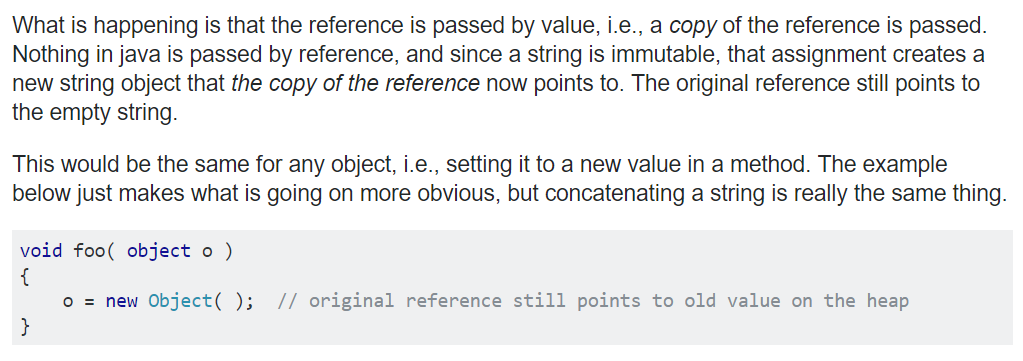 What is happening is that the reference is passed by value, i.e., a copy of the reference is passed.
Nothing in java is passed by reference, and since a string is immutable, that assignment creates a
new string object that the copy of the reference now points to. The original reference still points to
the empty string.
This would be the same for any object, i.e., setting it to a new value in a method. The example
below just makes what is going on more obvious, but concatenating a string is really the same thing.
void foo( object o )
{
    o = new Object( );  // original reference still points to old value on the heap
}